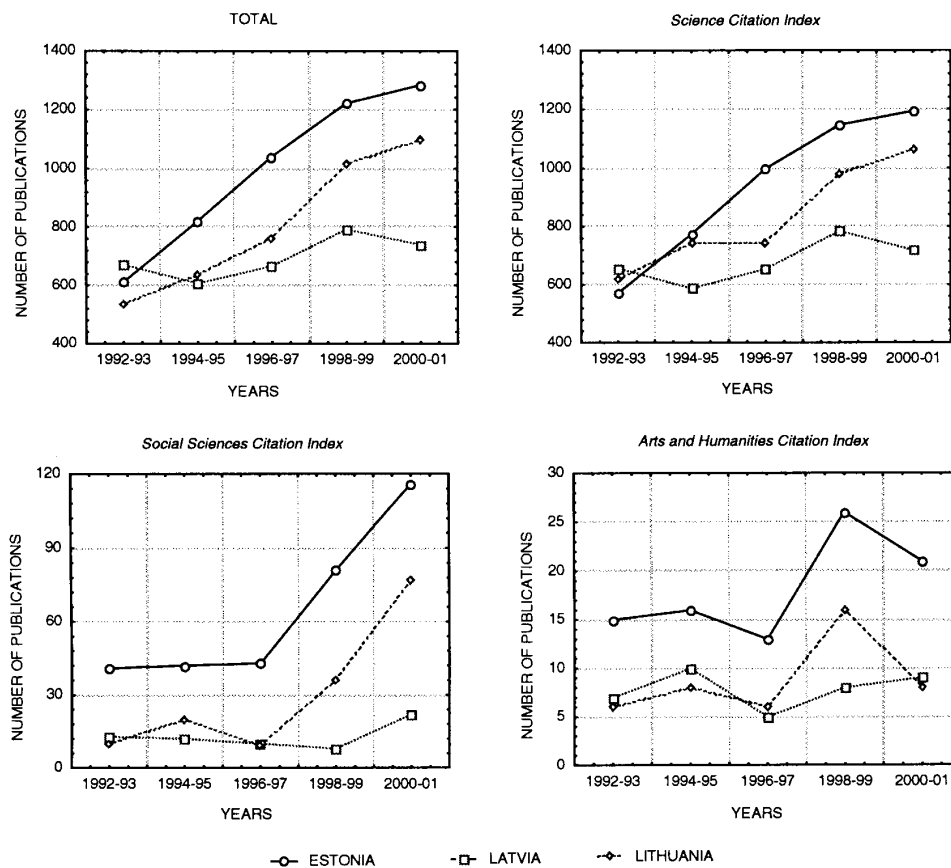 TOTAL
NUMBER OF PUBLICATIONS
1400
1200
1000
800
600
400
1992-93 1994-95 1996-97 1998-99 2000-01
YEARS
Science Citation Index
NUMBER OF PUBLICATIONS
1400
1200
1000
800
600
400
1992-93 1994-95 1996-97 1998-99 2000-01
YEARS
Social Sciences Citation Index
NUMBER OF PUBLICATIONS
120
90
60
30
0
1992-93 1994-95 1996-97 1998-99 2000-01
YEARS
Arts and Humanities Citation Index
NUMBER OF PUBLICATIONS
30
25
20
15
10
5
0
1992-93 1994-95 1996-97 1998-99 2000-01
YEARS
ESTONIA LATVIA LITHUANIA